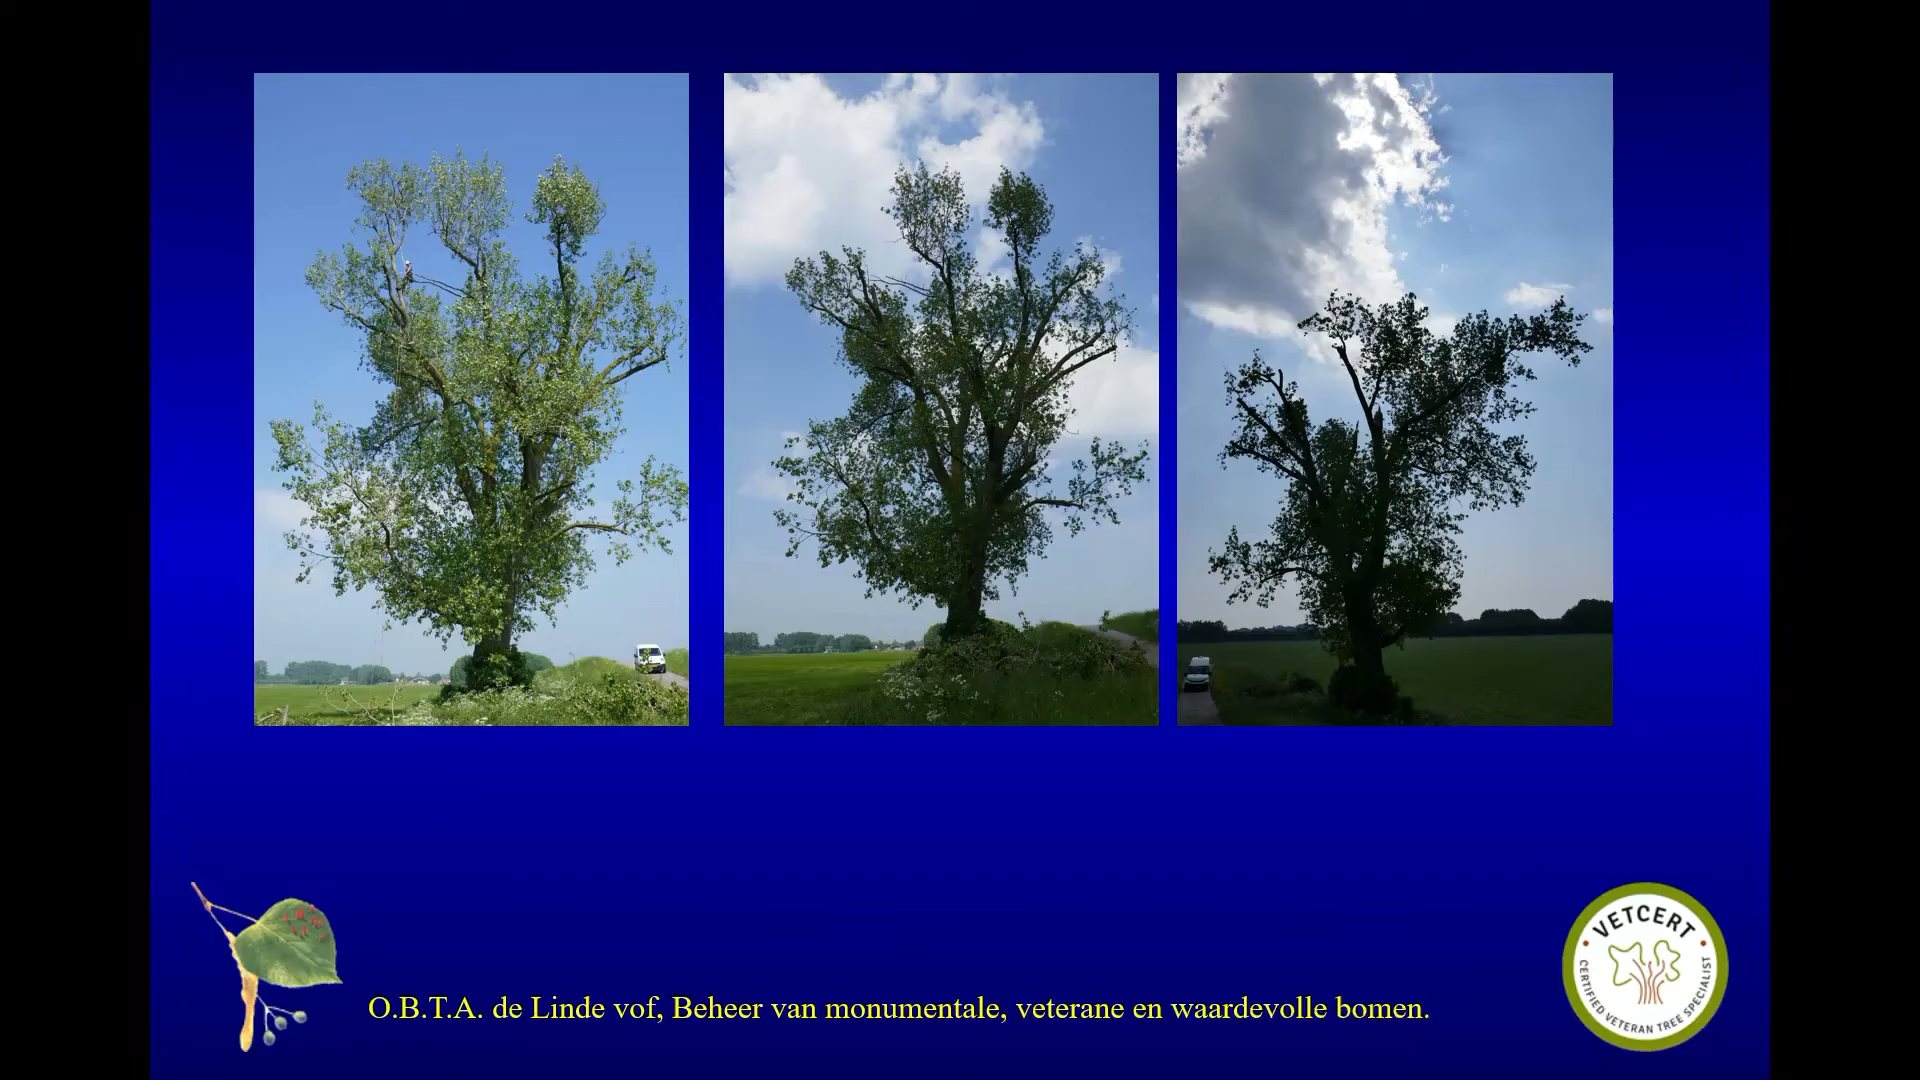 O.B.T.A. de Linde vof, Beheer van monumentale, veterane en waardevolle bomen.
VETCERT
CERTIFIED VETERAN TREE SPECIALIST